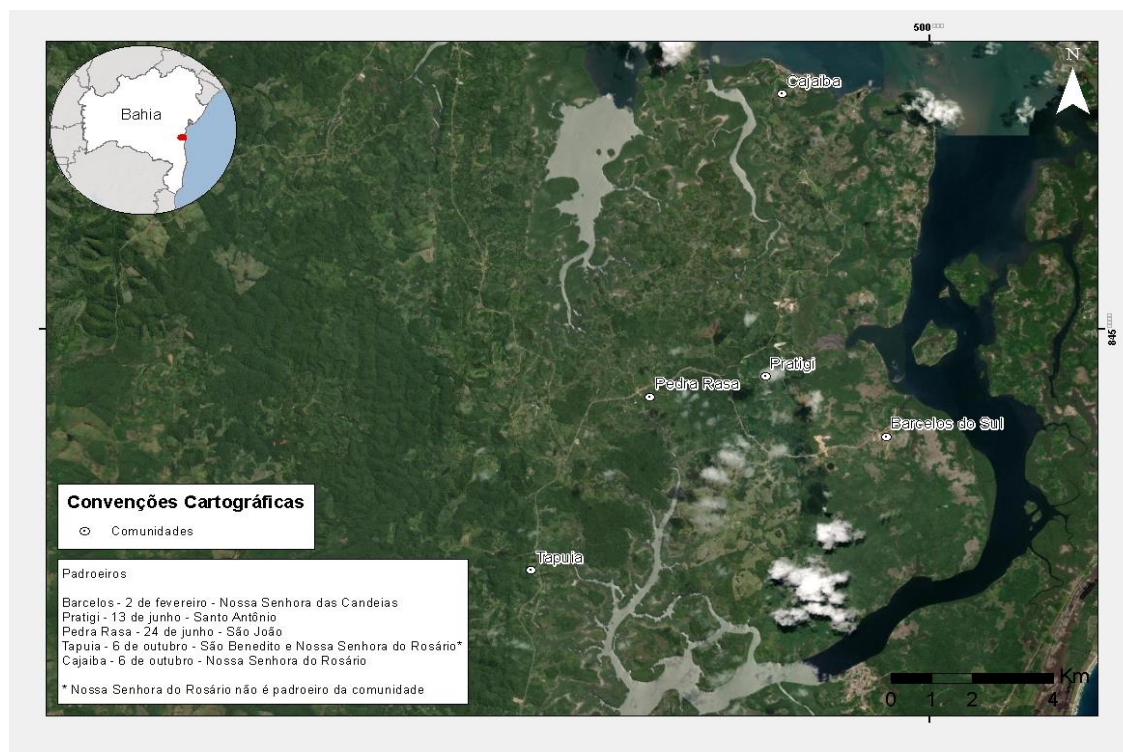 500
N
Bahia
Cajaiba
845
Pratigi
Pedra Rasa
Barcelos do Sul
Convenções Cartográficas
Comunidades
Tapuia
Padroeiros
Barcelos - 2 de fevereiro - Nossa Senhora das Candeias
Pratigi - 13 de junho - Santo Antônio
Pedra Rasa - 24 de junho - São João
Tapuia - 6 de outubro - São Benedito e Nossa Senhora do Rosário*
Cajaiba - 6 de outubro - Nossa Senhora do Rosário
* Nossa Senhora do Rosário não é padroeiro da comunidade
Km
0 1 2 4